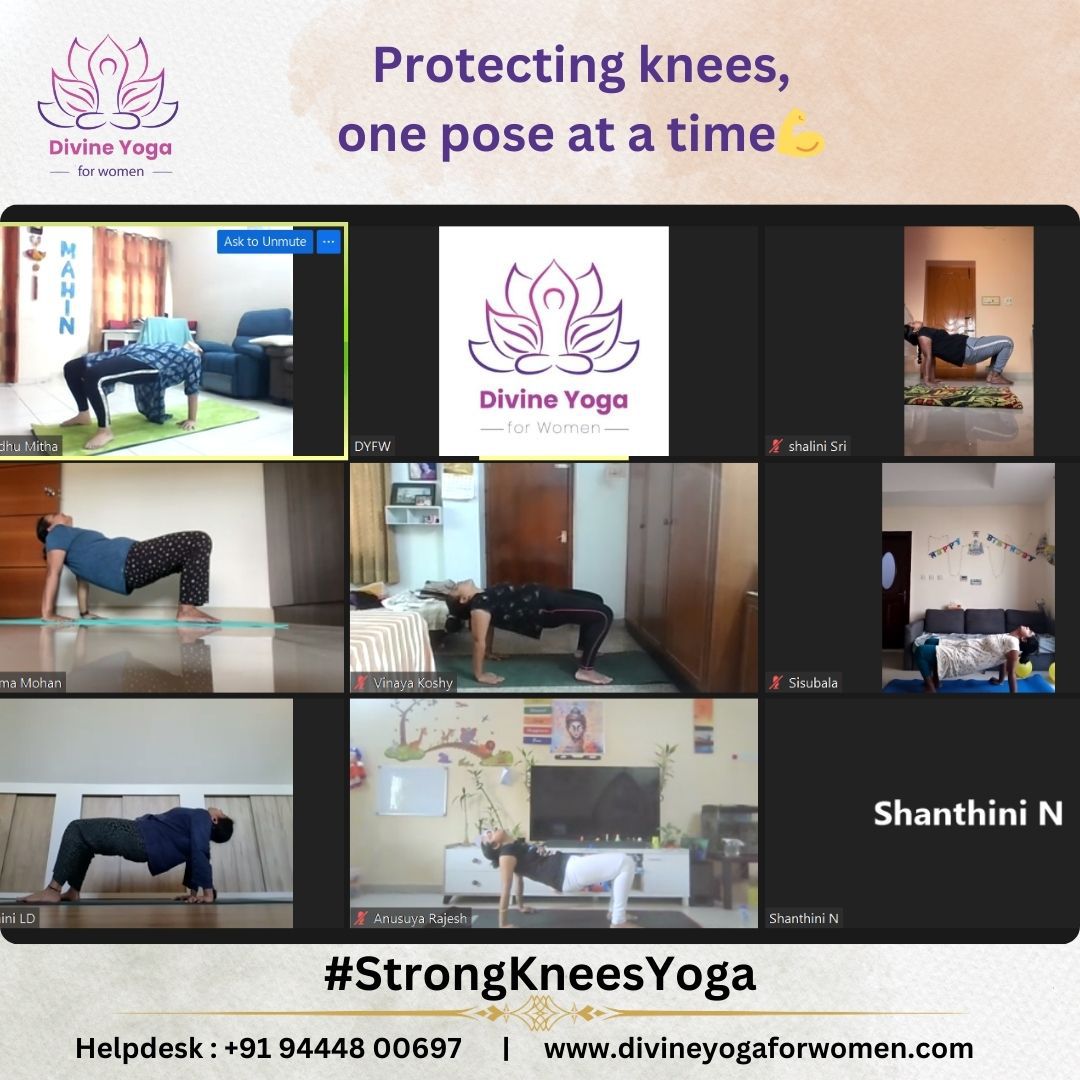 Divine Yoga
for women
Protecting knees,
one pose at a time💪
Ask to Unmute
MAHIN
dhu Mitha
Divine Yoga
for Women
DYFW
shalini Sri
ma Mohan
Vinaya Koshy
HAPPY BIRTHDAY
Sisubala
ini LD
Anusuya Rajesh
Shanthini N
Shanthini N
#StrongKneesYoga
Helpdesk : +91 94448 00697 | www.divineyogaforwomen.com